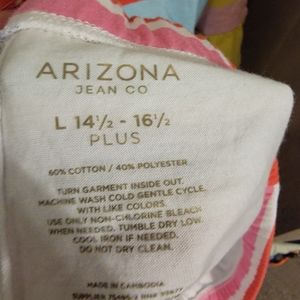 ARIZONA
JEAN CO
L 14½ - 16½
PLUS
60% COTTON / 40% POLYESTER
TURN GARMENT INSIDE OUT.
MACHINE WASH COLD GENTLE CYCLE.
WITH LIKE COLORS.
USE ONLY NON-CHLORINE BLEACH
WHEN NEEDED. TUMBLE DRY LOW.
COOL IRON IF NEEDED.
DO NOT DRY CLEAN.
MADE IN CAMBODIA
SUPPLIER